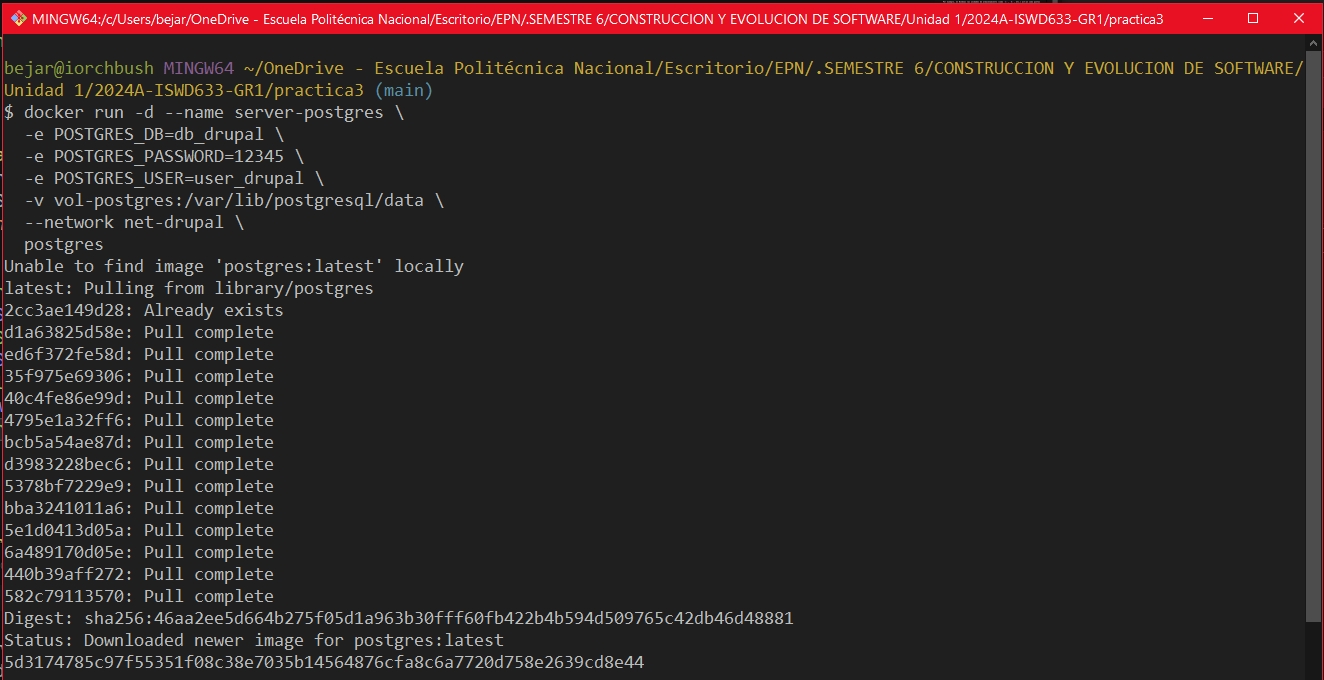 MINGW64:/c/Users/bejar/OneDrive - Escuela Politécnica Nacional/Escritorio/EPN/.SEMESTRE 6/CONSTRUCCION Y EVOLUCION DE SOFTWARE/Unidad 1/2024A-ISWD633-GR1/practica3
bejar@iorchbush MINGW64 ~/OneDrive - Escuela Politécnica Nacional/Escritorio/EPN/.SEMESTRE 6/CONSTRUCCION Y EVOLUCION DE SOFTWARE/
Unidad 1/2024A-ISWD633-GR1/practica3 (main)
$ docker run -d --name server-postgres \
  -e POSTGRES_DB=db_drupal \
  -e POSTGRES_PASSWORD=12345 \
  -e POSTGRES_USER=user_drupal \
  -v vol-postgres:/var/lib/postgresql/data \
  --network net-drupal \
  postgres
Unable to find image 'postgres:latest' locally
latest: Pulling from library/postgres
2cc3ae149d28: Already exists
d1a63825d58e: Pull complete
ed6f372fe58d: Pull complete
35f975e69306: Pull complete
40c4fe86e99d: Pull complete
4795e1a32ff6: Pull complete
bcb5a54ae87d: Pull complete
d3983228bec6: Pull complete
5378bf7229e9: Pull complete
bba3241011a6: Pull complete
5e1d0413d05a: Pull complete
6a489170d05e: Pull complete
440b39aff272: Pull complete
582c79113570: Pull complete
Digest: sha256:46aa2ee5d664b275f05d1a963b30fff60fb422b4b594d509765c42db46d48881
Status: Downloaded newer image for postgres:latest
5d3174785c97f55351f08c38e7035b14564876cfa8c6a7720d758e2639cd8e44